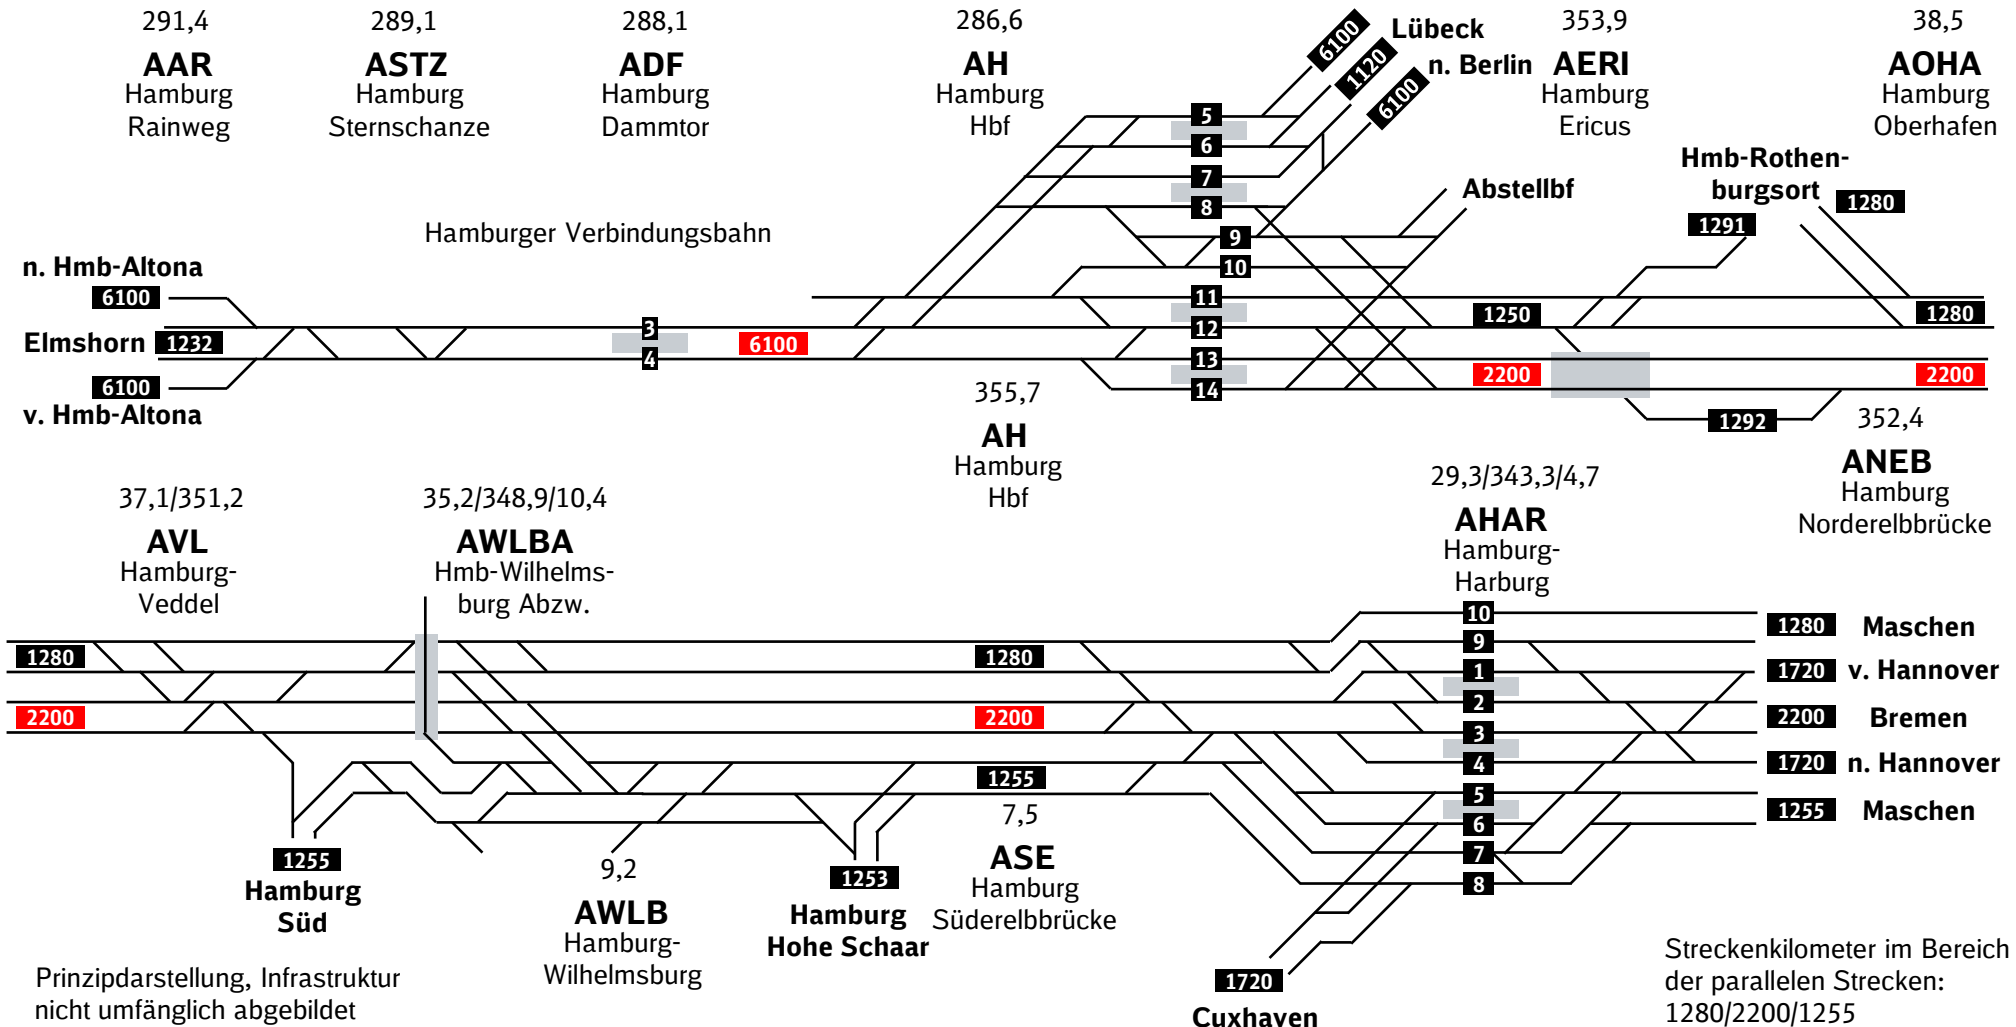 291,4
AAR
Hamburg
Rainweg
289,1
ASTZ
Hamburg
Sternschanze
288,1
ADF
Hamburg
Dammtor
286,6
AH
Hamburg
Hbf
6100
Lübeck
1120
n. Berlin
6100
353,9
AERI
Hamburg
Ericus
38,5
AOHA
Hamburg
Oberhafen
Hmb-Rothen-
burgsort
1280
1291
Abstellbf
Hamburger Verbindungsbahn
5
6
7
8
9
10
11
12
13
14
n. Hmb-Altona
6100
Elmshorn 1232
6100
v. Hmb-Altona
3
4
6100
1250
2200
1280
2200
1292
355,7
AH
Hamburg
Hbf
352,4
ANEB
Hamburg
Norderelbbrücke
37,1/351,2
AVL
Hamburg-
Veddel
35,2/348,9/10,4
AWLBA
Hmb-Wilhelms-
burg Abzw.
29,3/343,3/4,7
AHAR
Hamburg-
Harburg
1280
2200
1280
2200
1255
10
9
1
2
3
4
5
6
7
8
1280 Maschen
1720 v. Hannover
2200 Bremen
1720 n. Hannover
1255 Maschen
1255
Hamburg
Süd
9,2
AWLB
Hamburg-
Wilhelmsburg
1253
Hamburg
Hohe Schaar
7,5
ASE
Hamburg
Süderelbbrücke
1720
Cuxhaven
Prinzipdarstellung, Infrastruktur
nicht umfänglich abgebildet
Streckenkilometer im Bereich
der parallelen Strecken:
1280/2200/1255